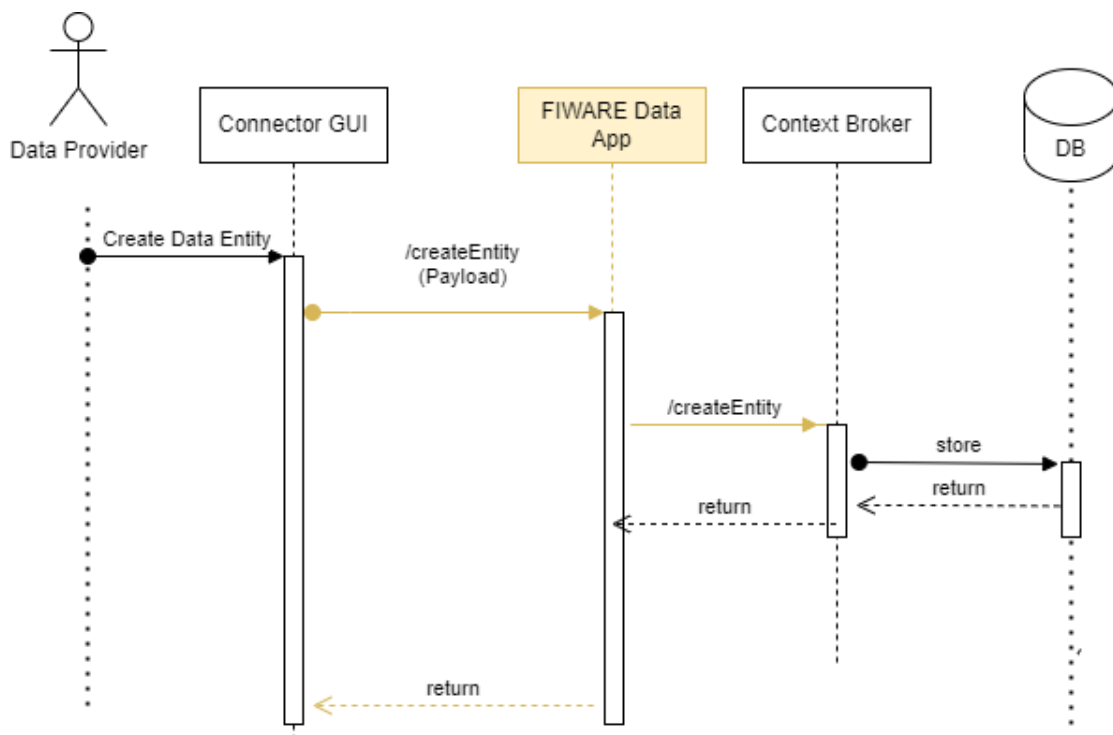 Data Provider
Connector GUI
FIWARE Data
App
Context Broker
DB
Create Data Entity
/createEntity
(Payload)
/createEntity
store
return
return
return